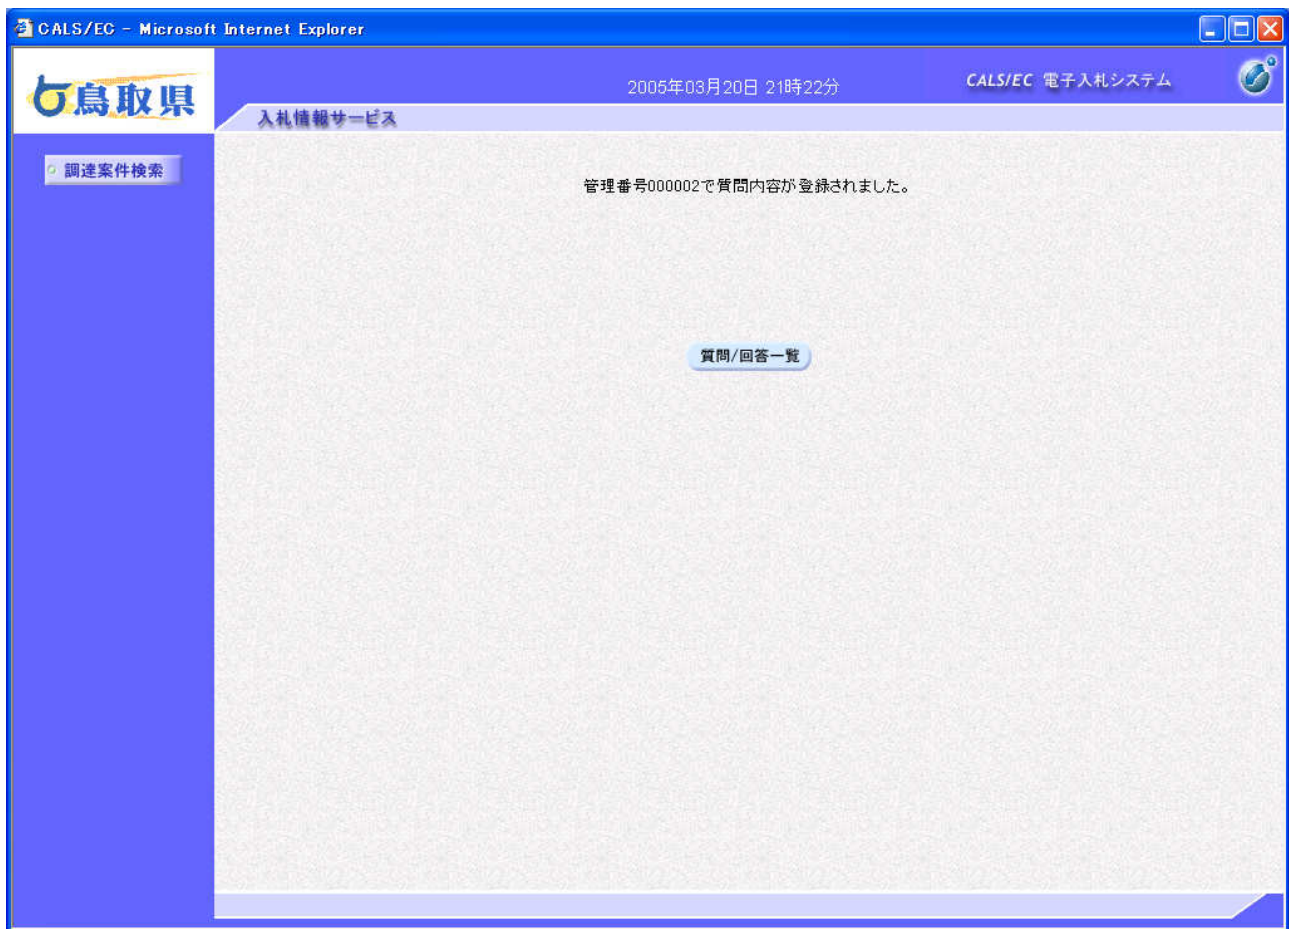 CALS/EC - Microsoft Internet Explorer
鳥取県
2005年03月20日 21時22分
CALS/EC 電子入札システム
入札情報サービス
調達案件検索
管理番号000002で質問内容が登録されました。
質問/回答一覧